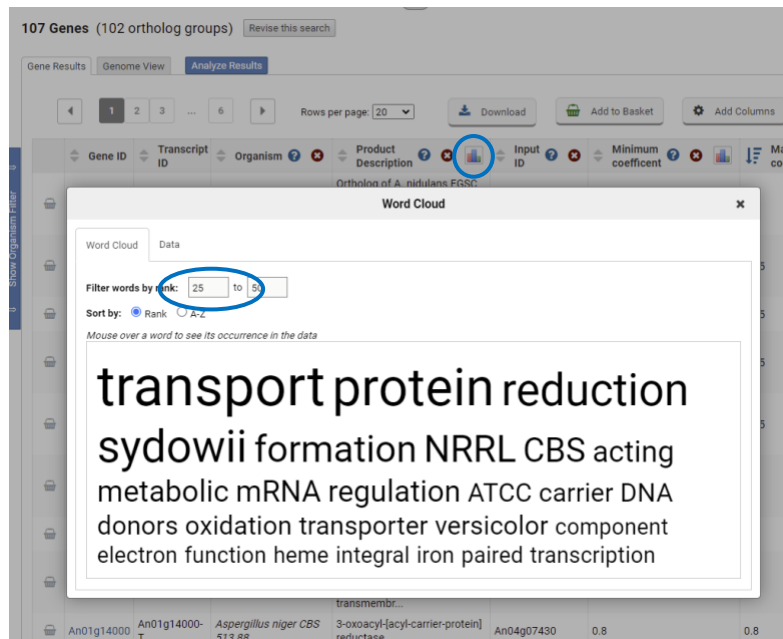 107 Genes (102 ortholog groups) Revise this search
Gene Results Genome View Analyze Results
1 2 3 ... 6 Rows per page: 20 Download Add to Basket Add Columns
Gene ID Transcript ID Organism Product Description Input ID Minimum coefficent
Ortholog of A. nidulans FGSC
Show Organism Filter
Word Cloud
Word Cloud Data
Filter words by rank: 25 to 50
Sort by: Rank A-Z
Mouse over a word to see its occurrence in the data
transport protein reduction
sydowii formation NRRL CBS acting
metabolic mRNA regulation ATCC carrier DNA
donors oxidation transporter versicolor component
electron function heme integral iron paired transcription
transmembr...
An01g14000 An01g14000- Aspergillus niger CBS 3-oxoacyl-[acyl-carrier-protein] An04g07430 0.8 0.8
513.88 reductase